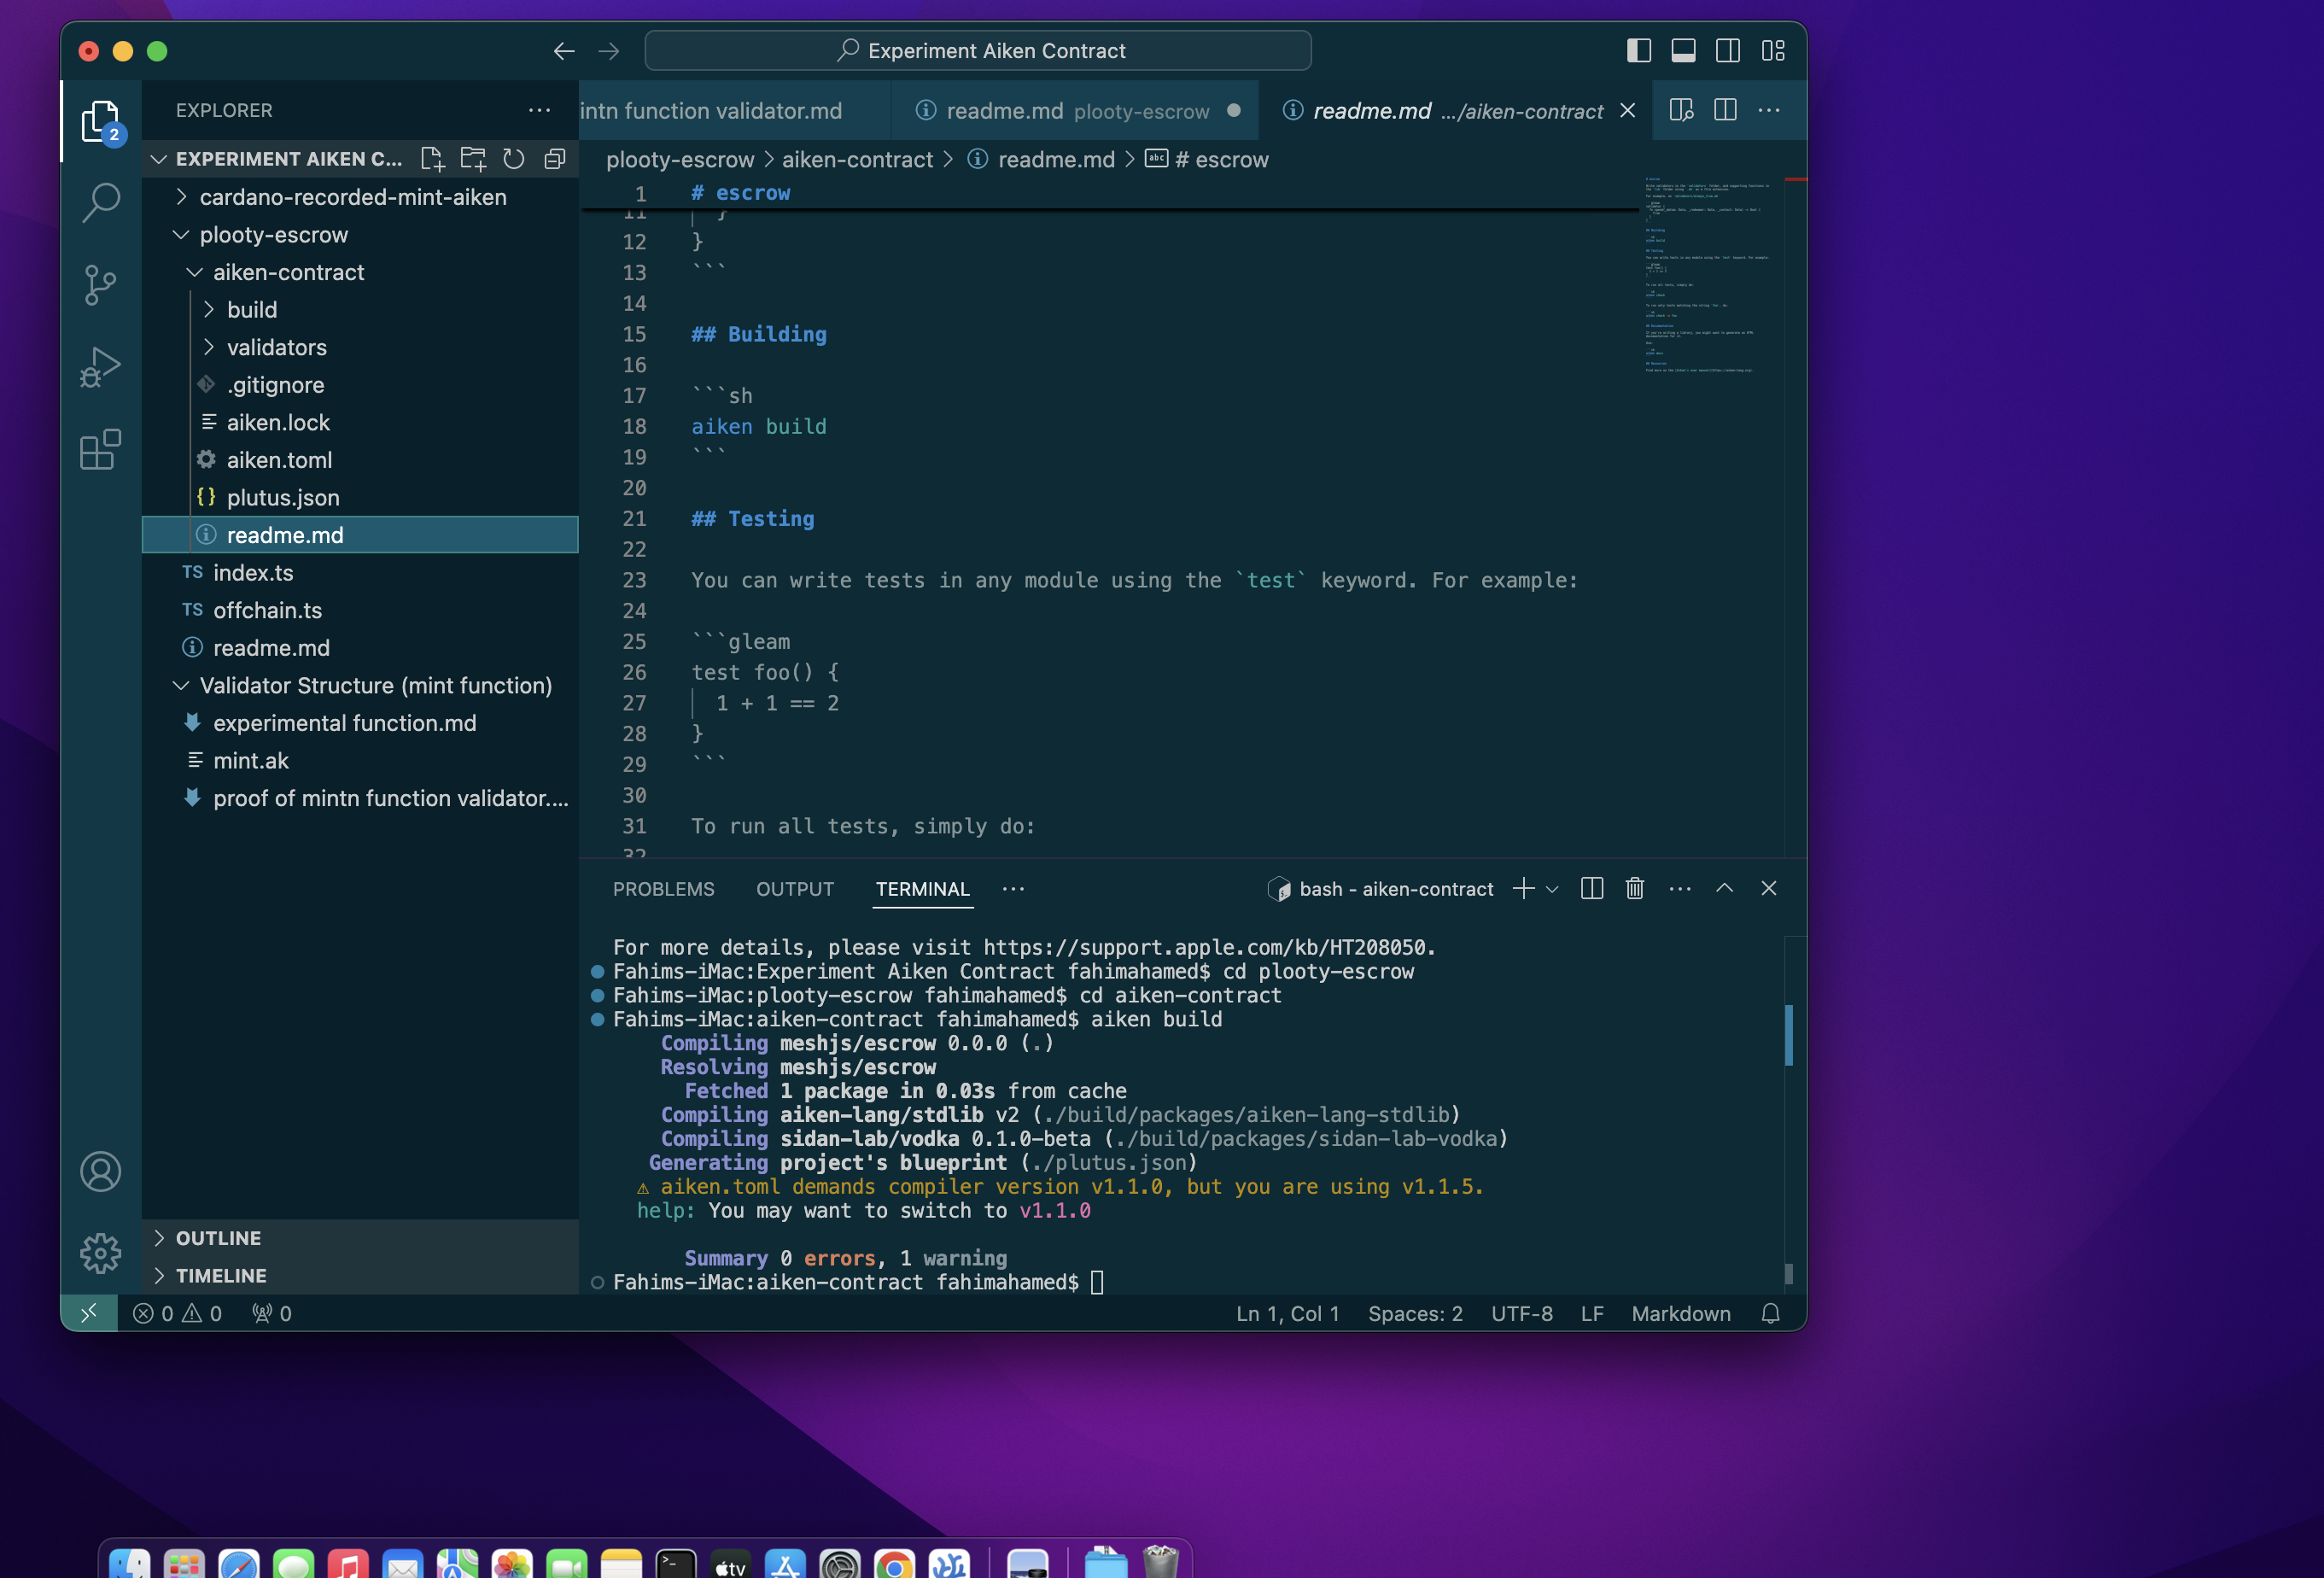 Experiment Aiken Contract
EXPLORER
2
EXPERIMENT AIKEN C...
cardano-recorded-mint-aiken
plooty-escrow
aiken-contract
build
validators
.gitignore
aiken.lock
aiken.toml
{} plutus.json
readme.md
TS index.ts
TS offchain.ts
readme.md
Validator Structure (mint function)
experimental function.md
mint.ak
proof of mintn function validator....
OUTLINE
TIMELINE
intn function validator.md
readme.md plooty-escrow
readme.md .../aiken-contract
plooty-escrow > aiken-contract > readme.md > abc # escrow
1 # escrow
11 }
12 }
13 ```
14
15 ## Building
16
17 ```sh
18 aiken build
19 ```
20
21 ## Testing
22
23 You can write tests in any module using the `test` keyword. For example:
24
25 ```gleam
26 test foo() {
27 1 + 1 == 2
28 }
29 ```
30
31 To run all tests, simply do:
32
PROBLEMS OUTPUT TERMINAL
bash - aiken-contract
For more details, please visit https://support.apple.com/kb/HT208050.
Fahims-iMac:Experiment Aiken Contract fahimahamed$ cd plooty-escrow
Fahims-iMac:plooty-escrow fahimahamed$ cd aiken-contract
Fahims-iMac:aiken-contract fahimahamed$ aiken build
Compiling meshjs/escrow 0.0.0 (.)
Resolving meshjs/escrow
Fetched 1 package in 0.03s from cache
Compiling aiken-lang/stdlib v2 (./build/packages/aiken-lang-stdlib)
Compiling sidan-lab/vodka 0.1.0-beta (./build/packages/sidan-lab-vodka)
Generating project's blueprint (./plutus.json)
⚠ aiken.toml demands compiler version v1.1.0, but you are using v1.1.5.
help: You may want to switch to v1.1.0
Summary 0 errors, 1 warning
Fahims-iMac:aiken-contract fahimahamed$
0 0 0
Ln 1, Col 1 Spaces: 2 UTF-8 LF Markdown
tv